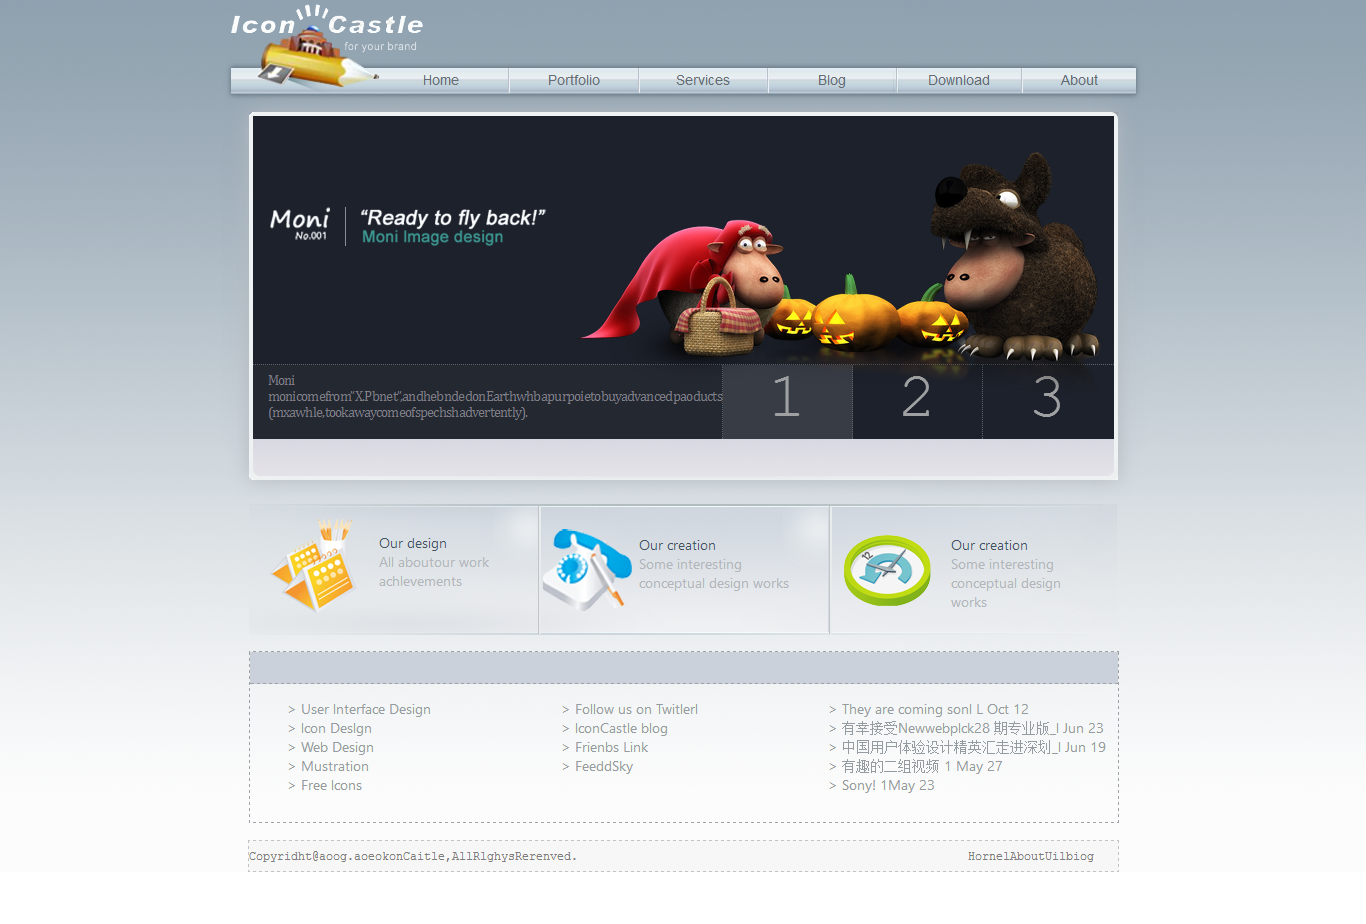 Icon Castle
for your brand
Home Portfolio Services Blog Download About
Moni
No.001
“Ready to fly back!”
Moni Image design
Moni
monicomefrom"X.Pbnet",andhebndedonEarthwhbapurpoietobuyadvancedpaoducts
(mxawhle,tookawaycomeofspechshadvertently).
1 2 3
Our design
All aboutour work
achlevements
Our creation
Some interesting
conceptual design works
Our creation
Some interesting
conceptual design
works
> User Interface Design
> Icon Deslgn
> Web Design
> Mustration
> Free Icons
> Follow us on Twitlerl
> IconCastle blog
> Frienbs Link
> FeeddSky
> They are coming sonl L Oct 12
> 有幸接受Newwebplck28 期专业版_l Jun 23
> 中国用户体验设计精英汇走进深划_l Jun 19
> 有趣的二组视频 1 May 27
> Sony! 1May 23
Copyridht@aoog.aoeokonCaitle,AllRlghysRerenved.
HornelAboutUilbiog